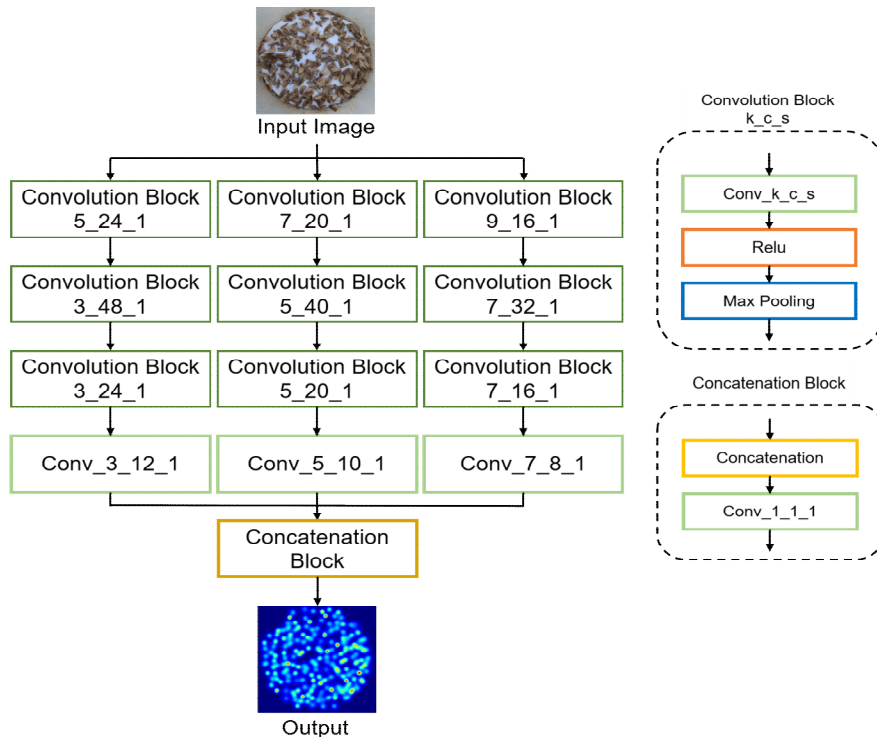 Input Image
Convolution Block
5_24_1
Convolution Block
7_20_1
Convolution Block
9_16_1
Convolution Block
3_48_1
Convolution Block
5_40_1
Convolution Block
7_32_1
Convolution Block
3_24_1
Convolution Block
5_20_1
Convolution Block
7_16_1
Conv_3_12_1
Conv_5_10_1
Conv_7_8_1
Concatenation
Block
Output
Convolution Block
k_c_s
Conv_k_c_s
Relu
Max Pooling
Concatenation Block
Concatenation
Conv_1_1_1